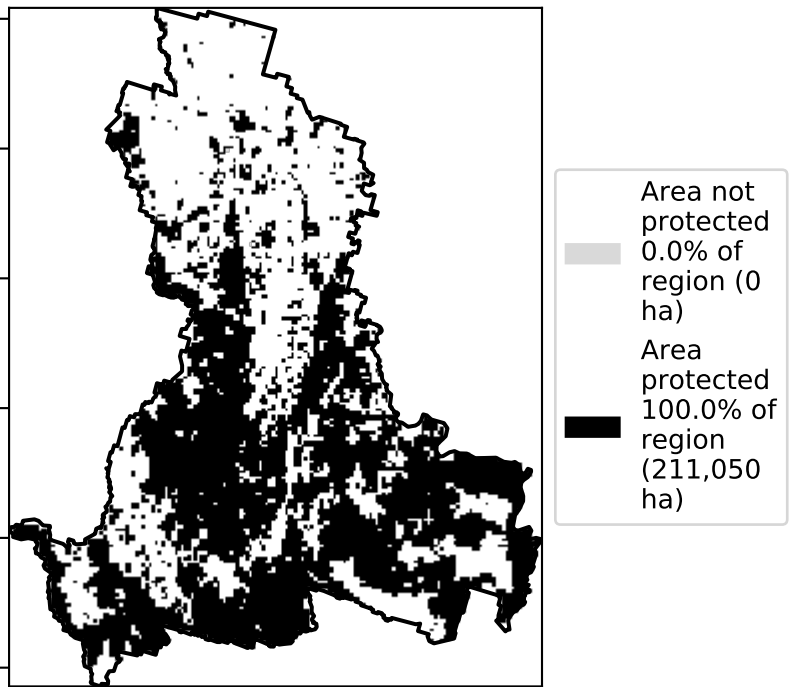 Area not
protected
0.0% of
region (0
ha)
Area
protected
100.0% of
region
(211,050
ha)